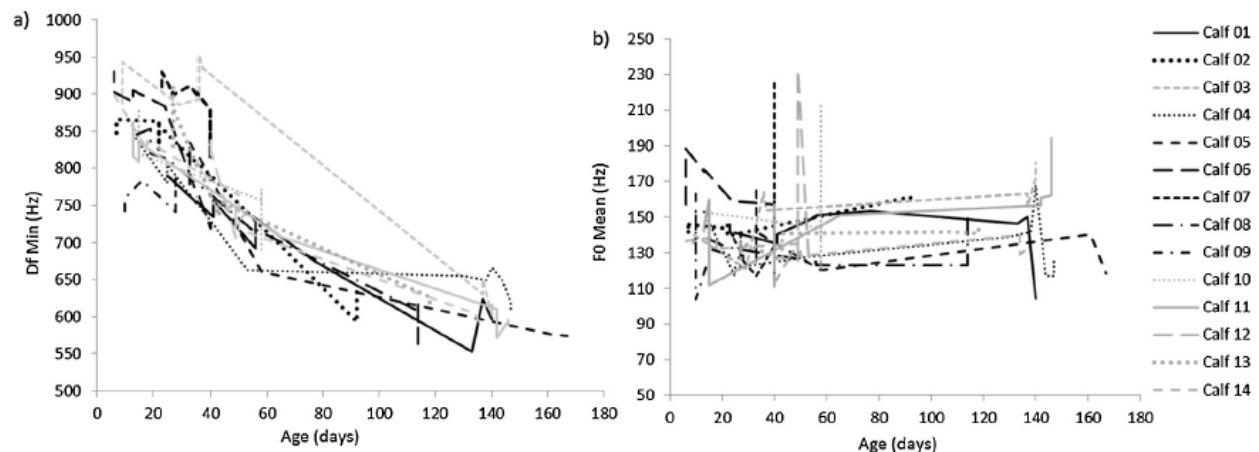 a)
1000
950
900
850
800
750
700
650
600
550
500
Df Min (Hz)
0 20 40 60 80 100 120 140 160 180
Age (days)
b)
250
230
210
190
170
150
130
110
90
70
50
F0 Mean (Hz)
0 20 40 60 80 100 120 140 160 180
Age (days)
Calf 01
Calf 02
Calf 03
Calf 04
Calf 05
Calf 06
Calf 07
Calf 08
Calf 09
Calf 10
Calf 11
Calf 12
Calf 13
Calf 14